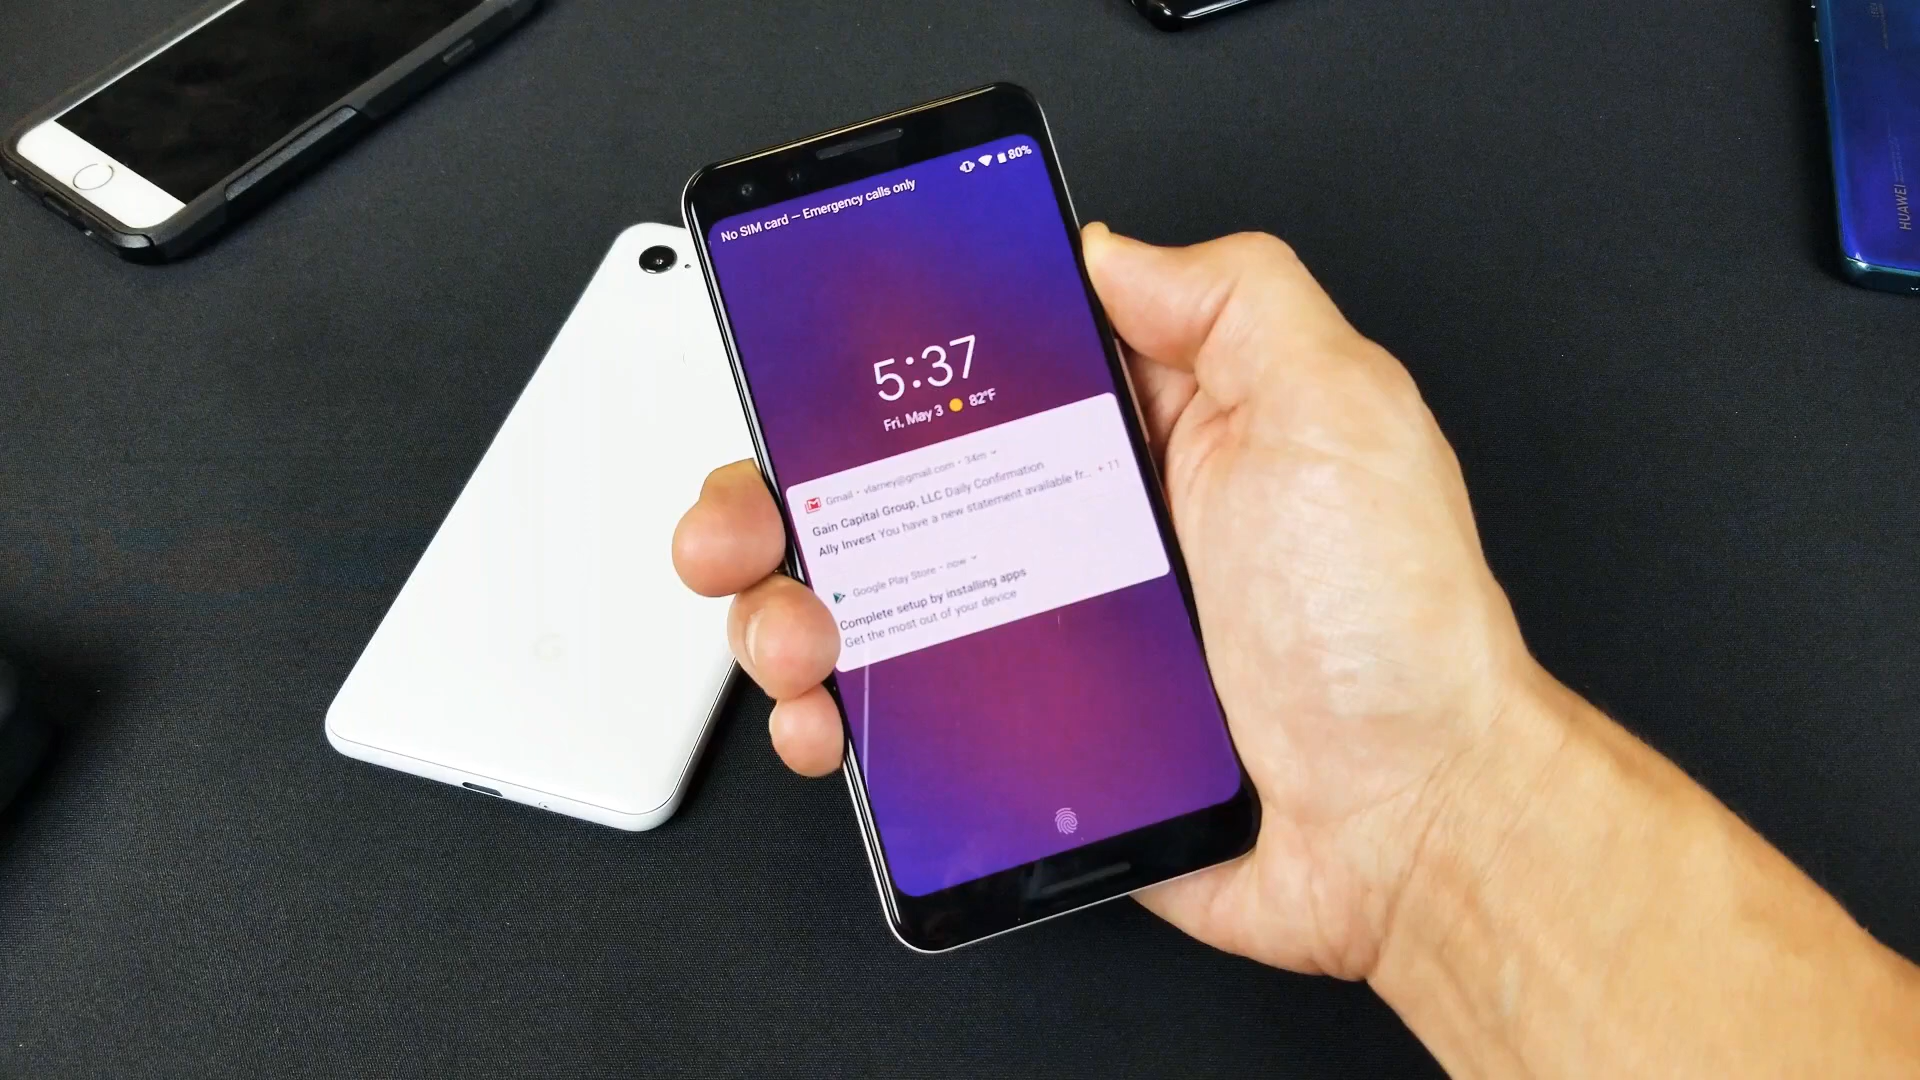 No SIM card — Emergency calls only
80%
5:37
Fri, May 3 82°F
Gmail • vlarney@gmail.com • 34m
Gain Capital Group, LLC Daily Confirmation
Ally Invest You have a new statement available fr... + 11
Google Play Store • now
Complete setup by installing apps
Get the most out of your device
HUAWEI